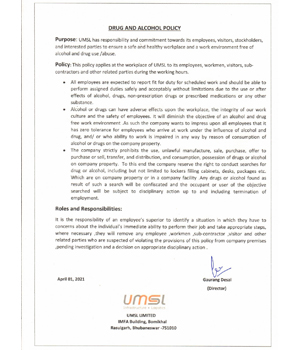 DRUG AND ALCOHOL POLICY
Purpose: UMSL has responsibility and commitment towards its employees, visitors, stockholders,
and interested parties to ensure a safe and healthy workplace and a work environment free of
alcohol and drug use /abuse.
Policy: This policy applies at the workplace of UMSL to its employees, workmen, visitors, sub-
contractors and other related parties during the working hours.
• All employees are expected to report fit for duty for scheduled work and should be able to
perform assigned duties safely and acceptably without limitations due to the use or after
effects of alcohol, drugs, non-prescription drugs or prescribed medications or any other
substance.
• Alcohol or drugs can have adverse effects upon the workplace, the integrity of our work
culture and the safety of employees. It will diminish the objective of an alcohol and drug
free work environment .As such the company wants to impress upon all employees that it
has zero tolerance for employees who arrive at work under the influence of alcohol and
drug, and/ or who ability to work is impaired in any way by reason of consumption of
alcohol or drugs on the company property.
• The company strictly prohibits the use, unlawful manufacture, sale, purchase, offer to
purchase or sell, transfer, and distribution, and consumption, possession of drugs or alcohol
on company property. To this end the company reserve the right to conduct searches for
drug or alcohol, including but not limited to lockers filling cabinets, desks, packages etc.
Which are on company property or in a company facility .Any drugs or alcohol found as
result of such a search will be confiscated and the occupant or user of the objective
searched will be subject to disciplinary action up to and including termination of
employment.
Roles and Responsibilities:
It is the responsibility of an employee's superior to identify a situation in which they have to
concerns about the individual's immediate ability to perform their job and take appropriate steps,
where necessary .they will remove any employee ,workmen ,sub-contractor ,visitor and other
related parties who are suspected of violating the provisions of this policy from company premises
,pending investigation and a decision on appropriate disciplinary action .
April 01, 2021
Gaurang Desai
(Director)
UMSL
UMSL LIMITED
IMFA Building, Bomikhal
Rasulgarh, Bhubaneswar -751010